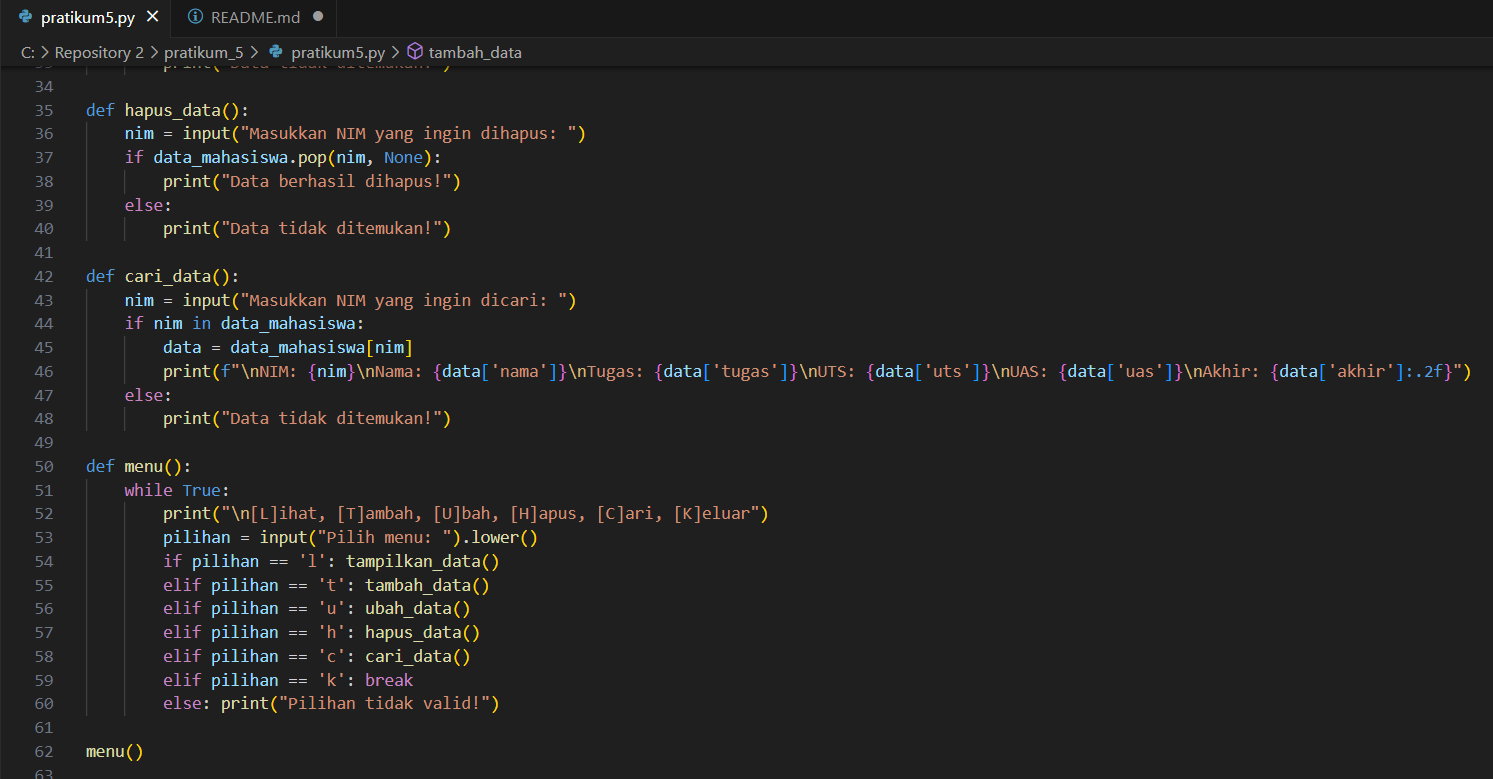 pratikum5.py
README.md
C: > Repository 2 > pratikum_5 > pratikum5.py > tambah_data
33 print("Data tidak ditemukan!")
34
35 def hapus_data():
36 nim = input("Masukkan NIM yang ingin dihapus: ")
37 if data_mahasiswa.pop(nim, None):
38 print("Data berhasil dihapus!")
39 else:
40 print("Data tidak ditemukan!")
41
42 def cari_data():
43 nim = input("Masukkan NIM yang ingin dicari: ")
44 if nim in data_mahasiswa:
45 data = data_mahasiswa[nim]
46 print(f"\nNIM: {nim}\nNama: {data['nama']}\nTugas: {data['tugas']}\nUTS: {data['uts']}\nUAS: {data['uas']}\nAkhir: {data['akhir']:.2f}")
47 else:
48 print("Data tidak ditemukan!")
49
50 def menu():
51 while True:
52 print("\n[L]ihat, [T]ambah, [U]bah, [H]apus, [C]ari, [K]eluar")
53 pilihan = input("Pilih menu: ").lower()
54 if pilihan == 'l': tampilkan_data()
55 elif pilihan == 't': tambah_data()
56 elif pilihan == 'u': ubah_data()
57 elif pilihan == 'h': hapus_data()
58 elif pilihan == 'c': cari_data()
59 elif pilihan == 'k': break
60 else: print("Pilihan tidak valid!")
61
62 menu()
63